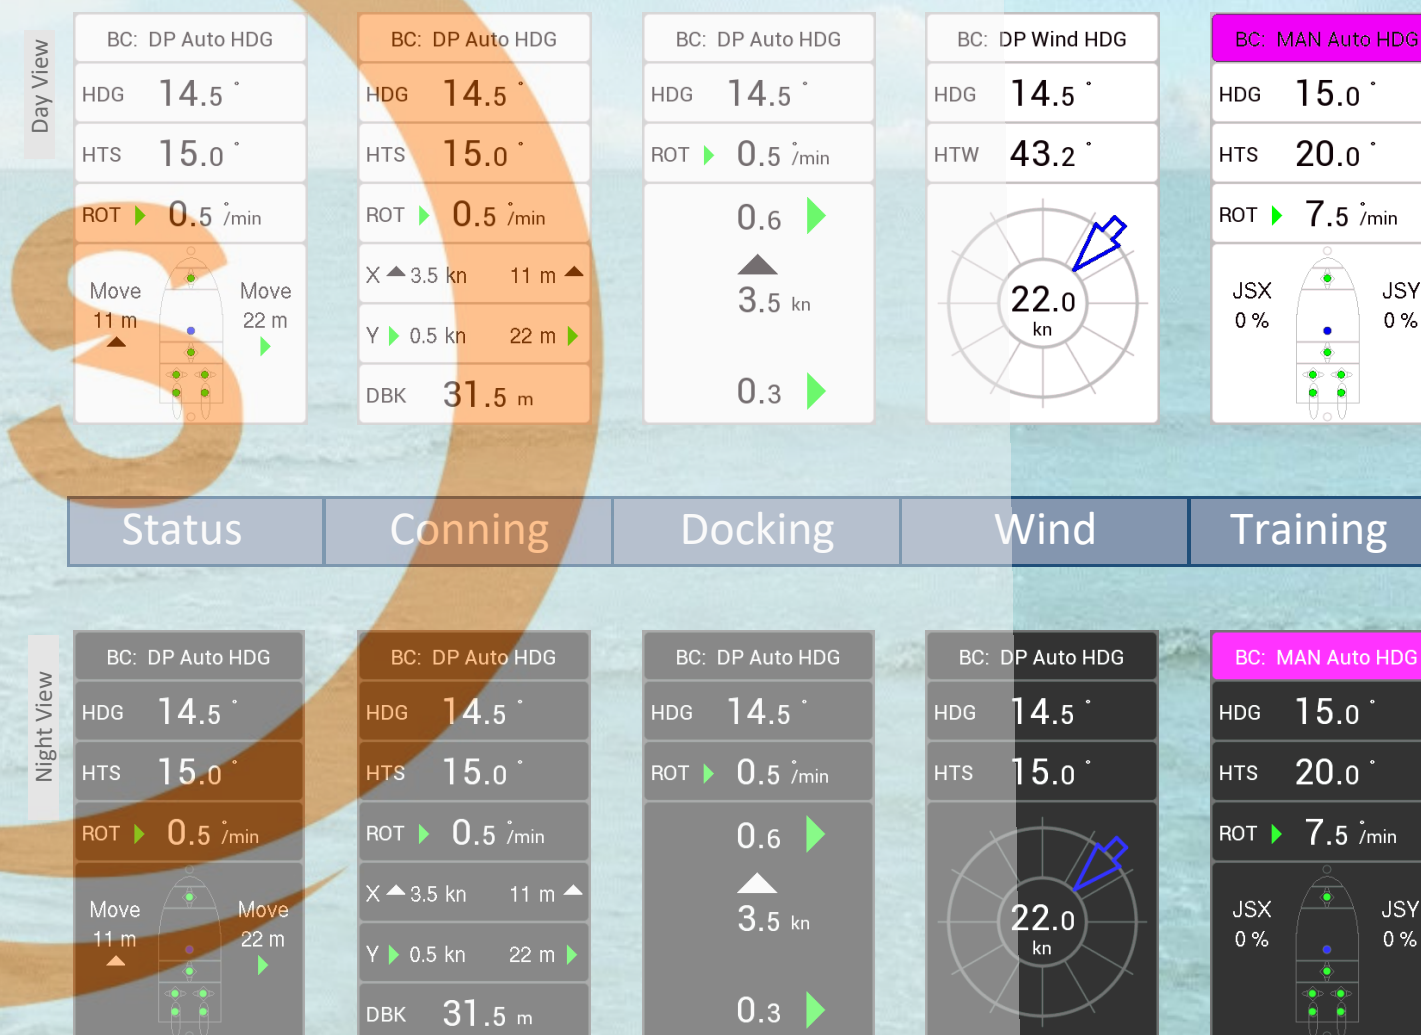 Day View
BC: DP Auto HDG
HDG 14.5 °
HTS 15.0 °
ROT 0.5 °/min
Move
11 m
Move
22 m
BC: DP Auto HDG
HDG 14.5 °
HTS 15.0 °
ROT 0.5 °/min
X 3.5 kn 11 m
Y 0.5 kn 22 m
DBK 31.5 m
BC: DP Auto HDG
HDG 14.5 °
ROT 0.5 °/min
0.6
3.5 kn
0.3
BC: DP Wind HDG
HDG 14.5 °
HTW 43.2 °
22.0
kn
BC: MAN Auto HDG
HDG 15.0 °
HTS 20.0 °
ROT 7.5 °/min
JSX
0 %
JSY
0 %
S
Status
Conning
Docking
Wind
Training
Night View
BC: DP Auto HDG
HDG 14.5 °
HTS 15.0 °
ROT 0.5 °/min
Move
11 m
Move
22 m
BC: DP Auto HDG
HDG 14.5 °
HTS 15.0 °
ROT 0.5 °/min
X 3.5 kn 11 m
Y 0.5 kn 22 m
DBK 31.5 m
BC: DP Auto HDG
HDG 14.5 °
ROT 0.5 °/min
0.6
3.5 kn
0.3
BC: DP Auto HDG
HDG 14.5 °
HTS 15.0 °
22.0
kn
BC: MAN Auto HDG
HDG 15.0 °
HTS 20.0 °
ROT 7.5 °/min
JSX
0 %
JSY
0 %